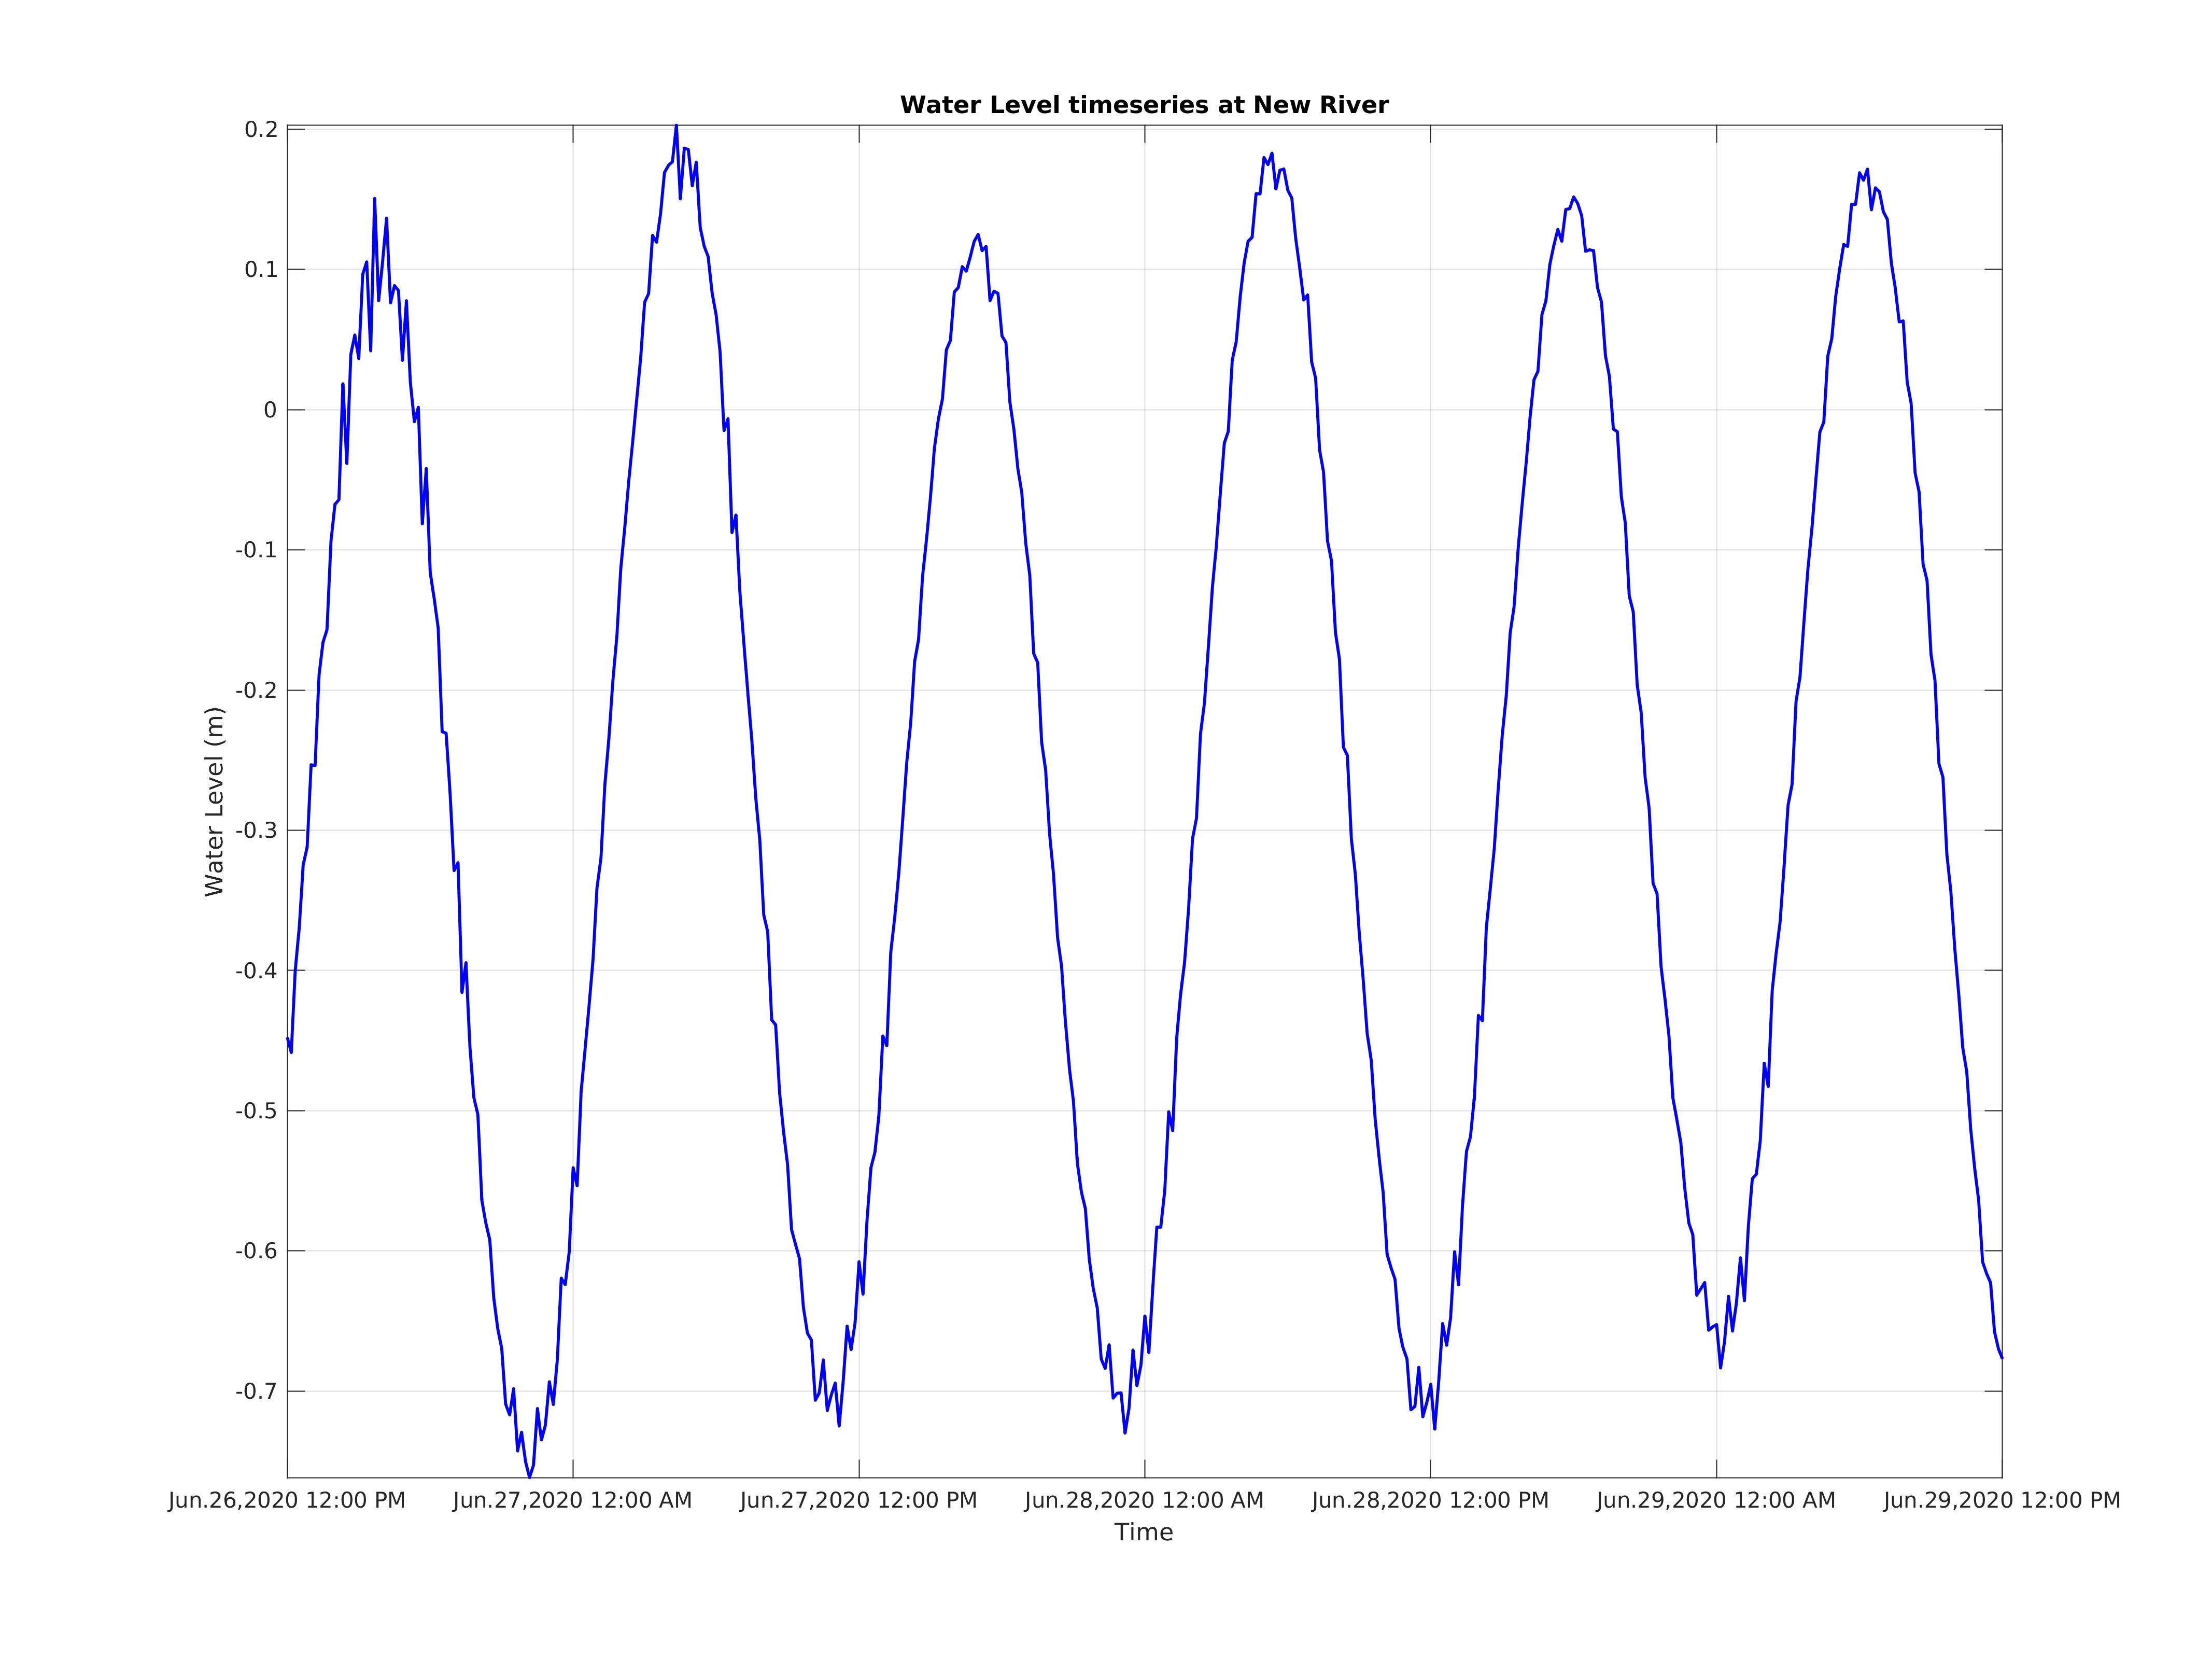 Water Level timeseries at New River
0.2
0.1
0
-0.1
-0.2
-0.3
-0.4
-0.5
-0.6
-0.7
Water Level (m)
Jun.26,2020 12:00 PM
Jun.27,2020 12:00 AM
Jun.27,2020 12:00 PM
Jun.28,2020 12:00 AM
Jun.28,2020 12:00 PM
Jun.29,2020 12:00 AM
Jun.29,2020 12:00 PM
Time